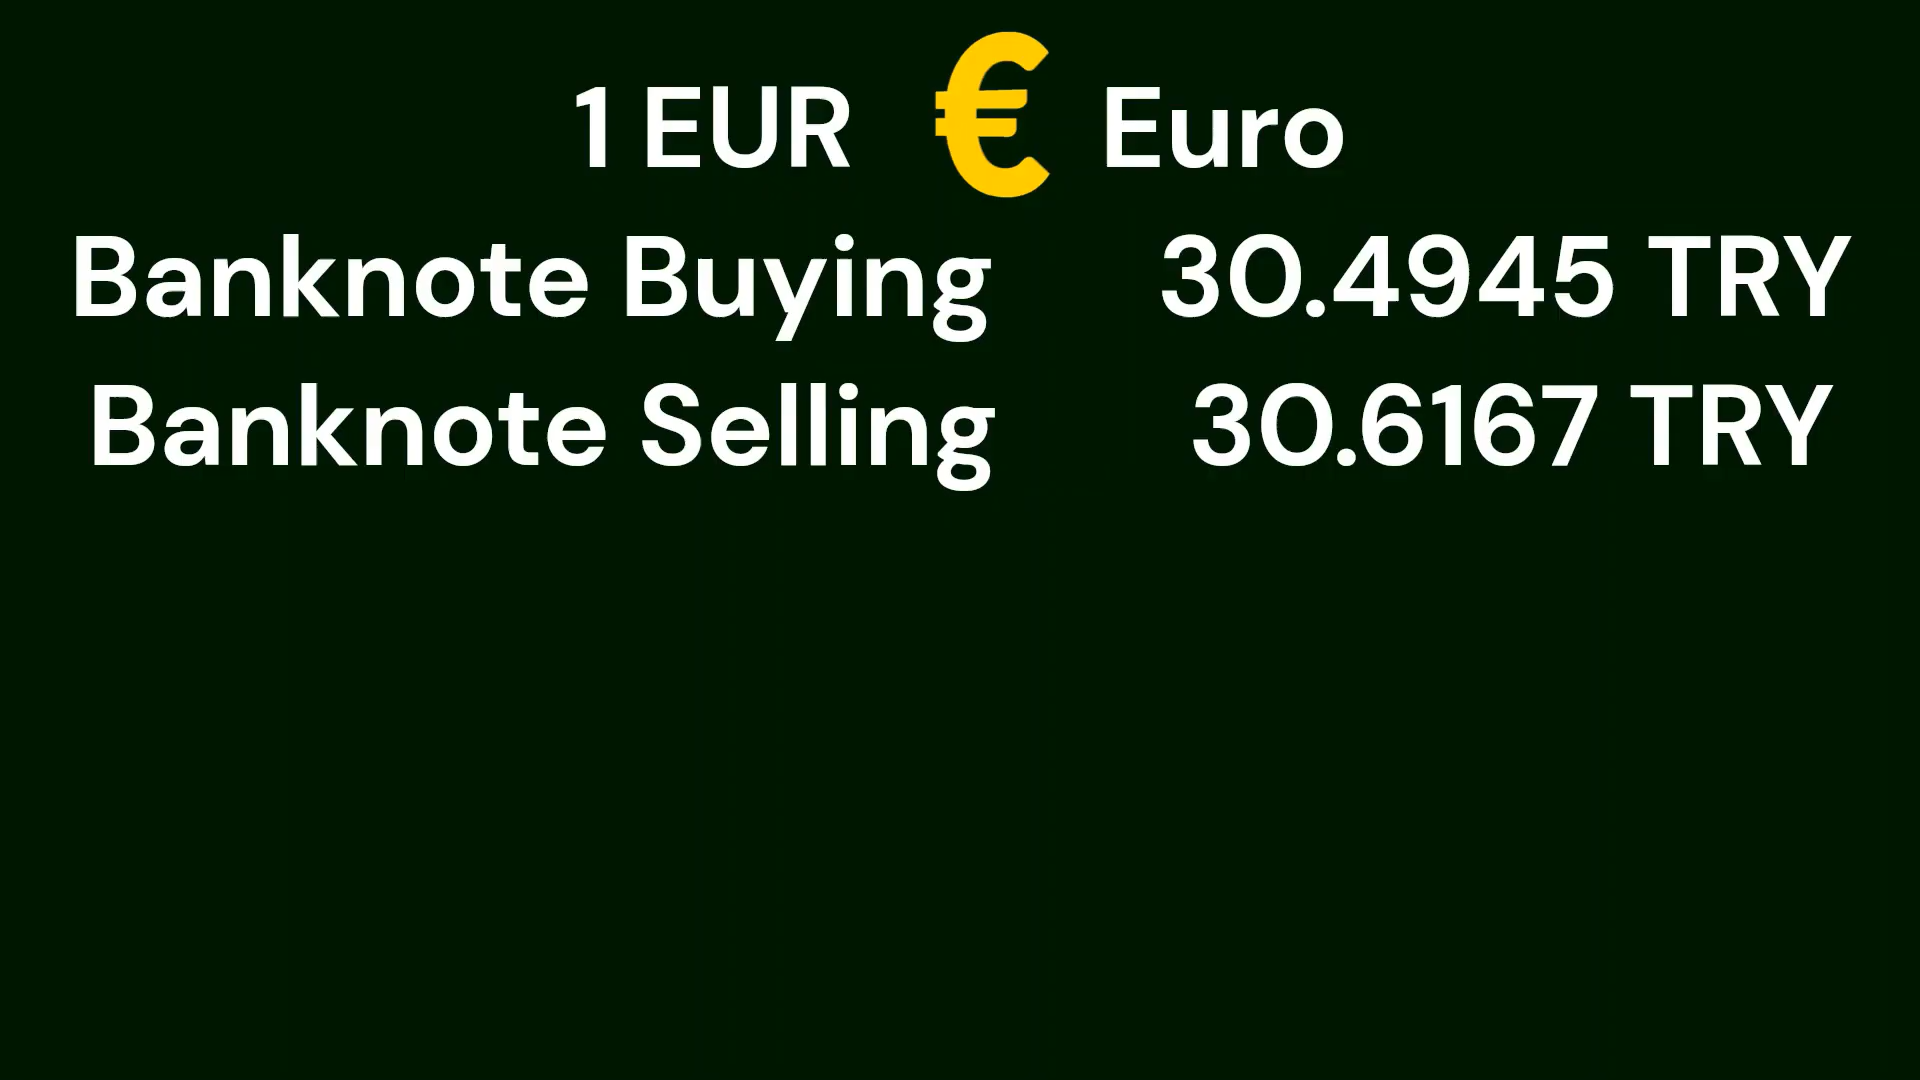 1 EUR € Euro
Banknote Buying 30.4945 TRY
Banknote Selling 30.6167 TRY